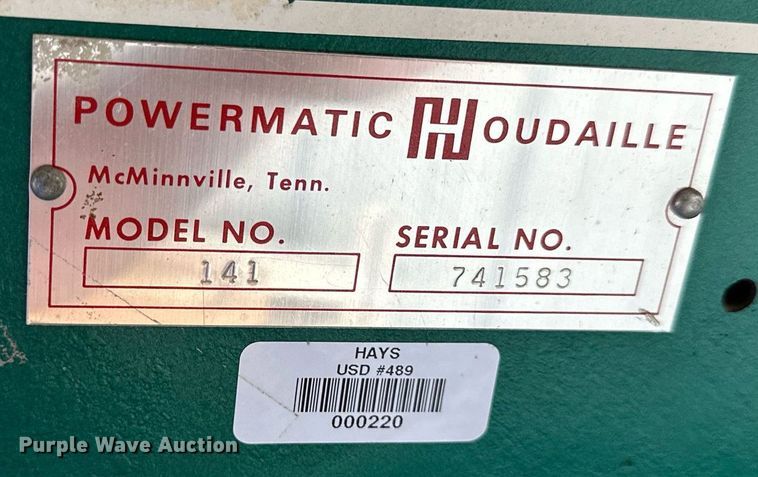 POWERMATIC HOUDAILLE
McMinnville, Tenn.
MODEL NO. SERIAL NO.
141 741583
HAYS
USD #489
000220
Purple Wave Auction